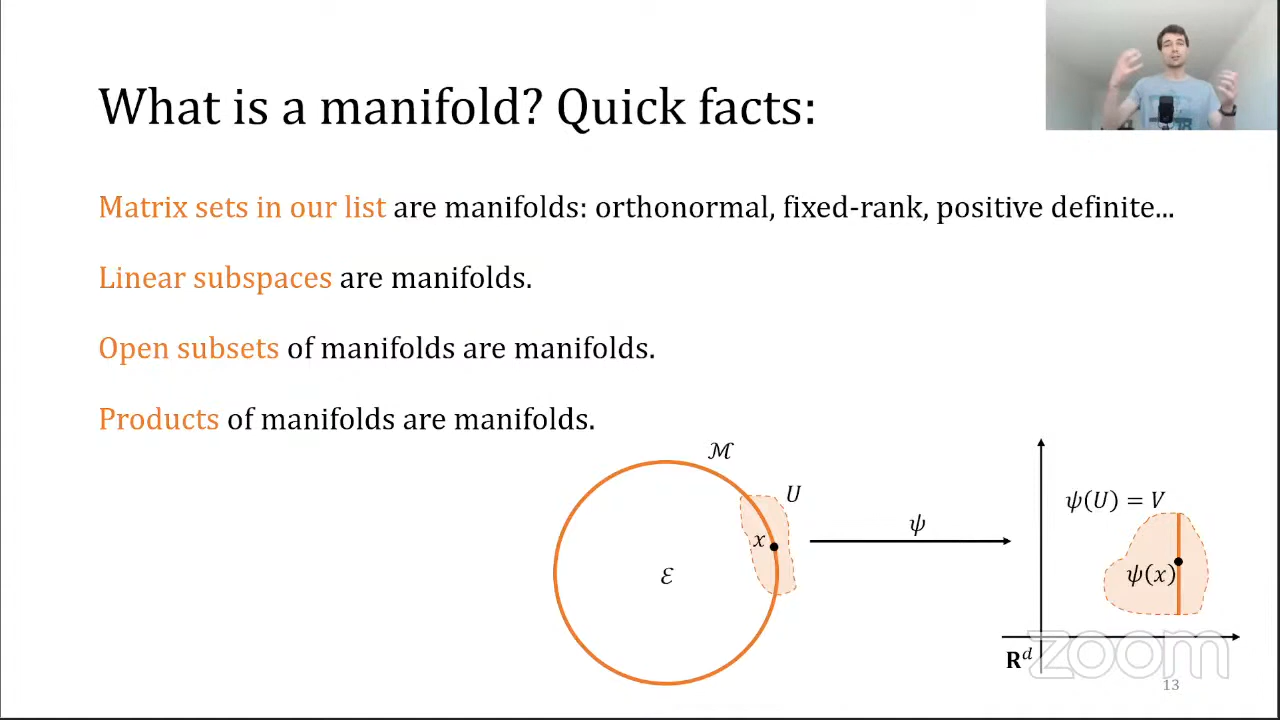 What is a manifold? Quick facts:
Matrix sets in our list are manifolds: orthonormal, fixed-rank, positive definite...
Linear subspaces are manifolds.
Open subsets of manifolds are manifolds.
Products of manifolds are manifolds.
ℳ
U
x
ℰ
ψ
ψ(U) = V
ψ(x)
R^d
zoom
13